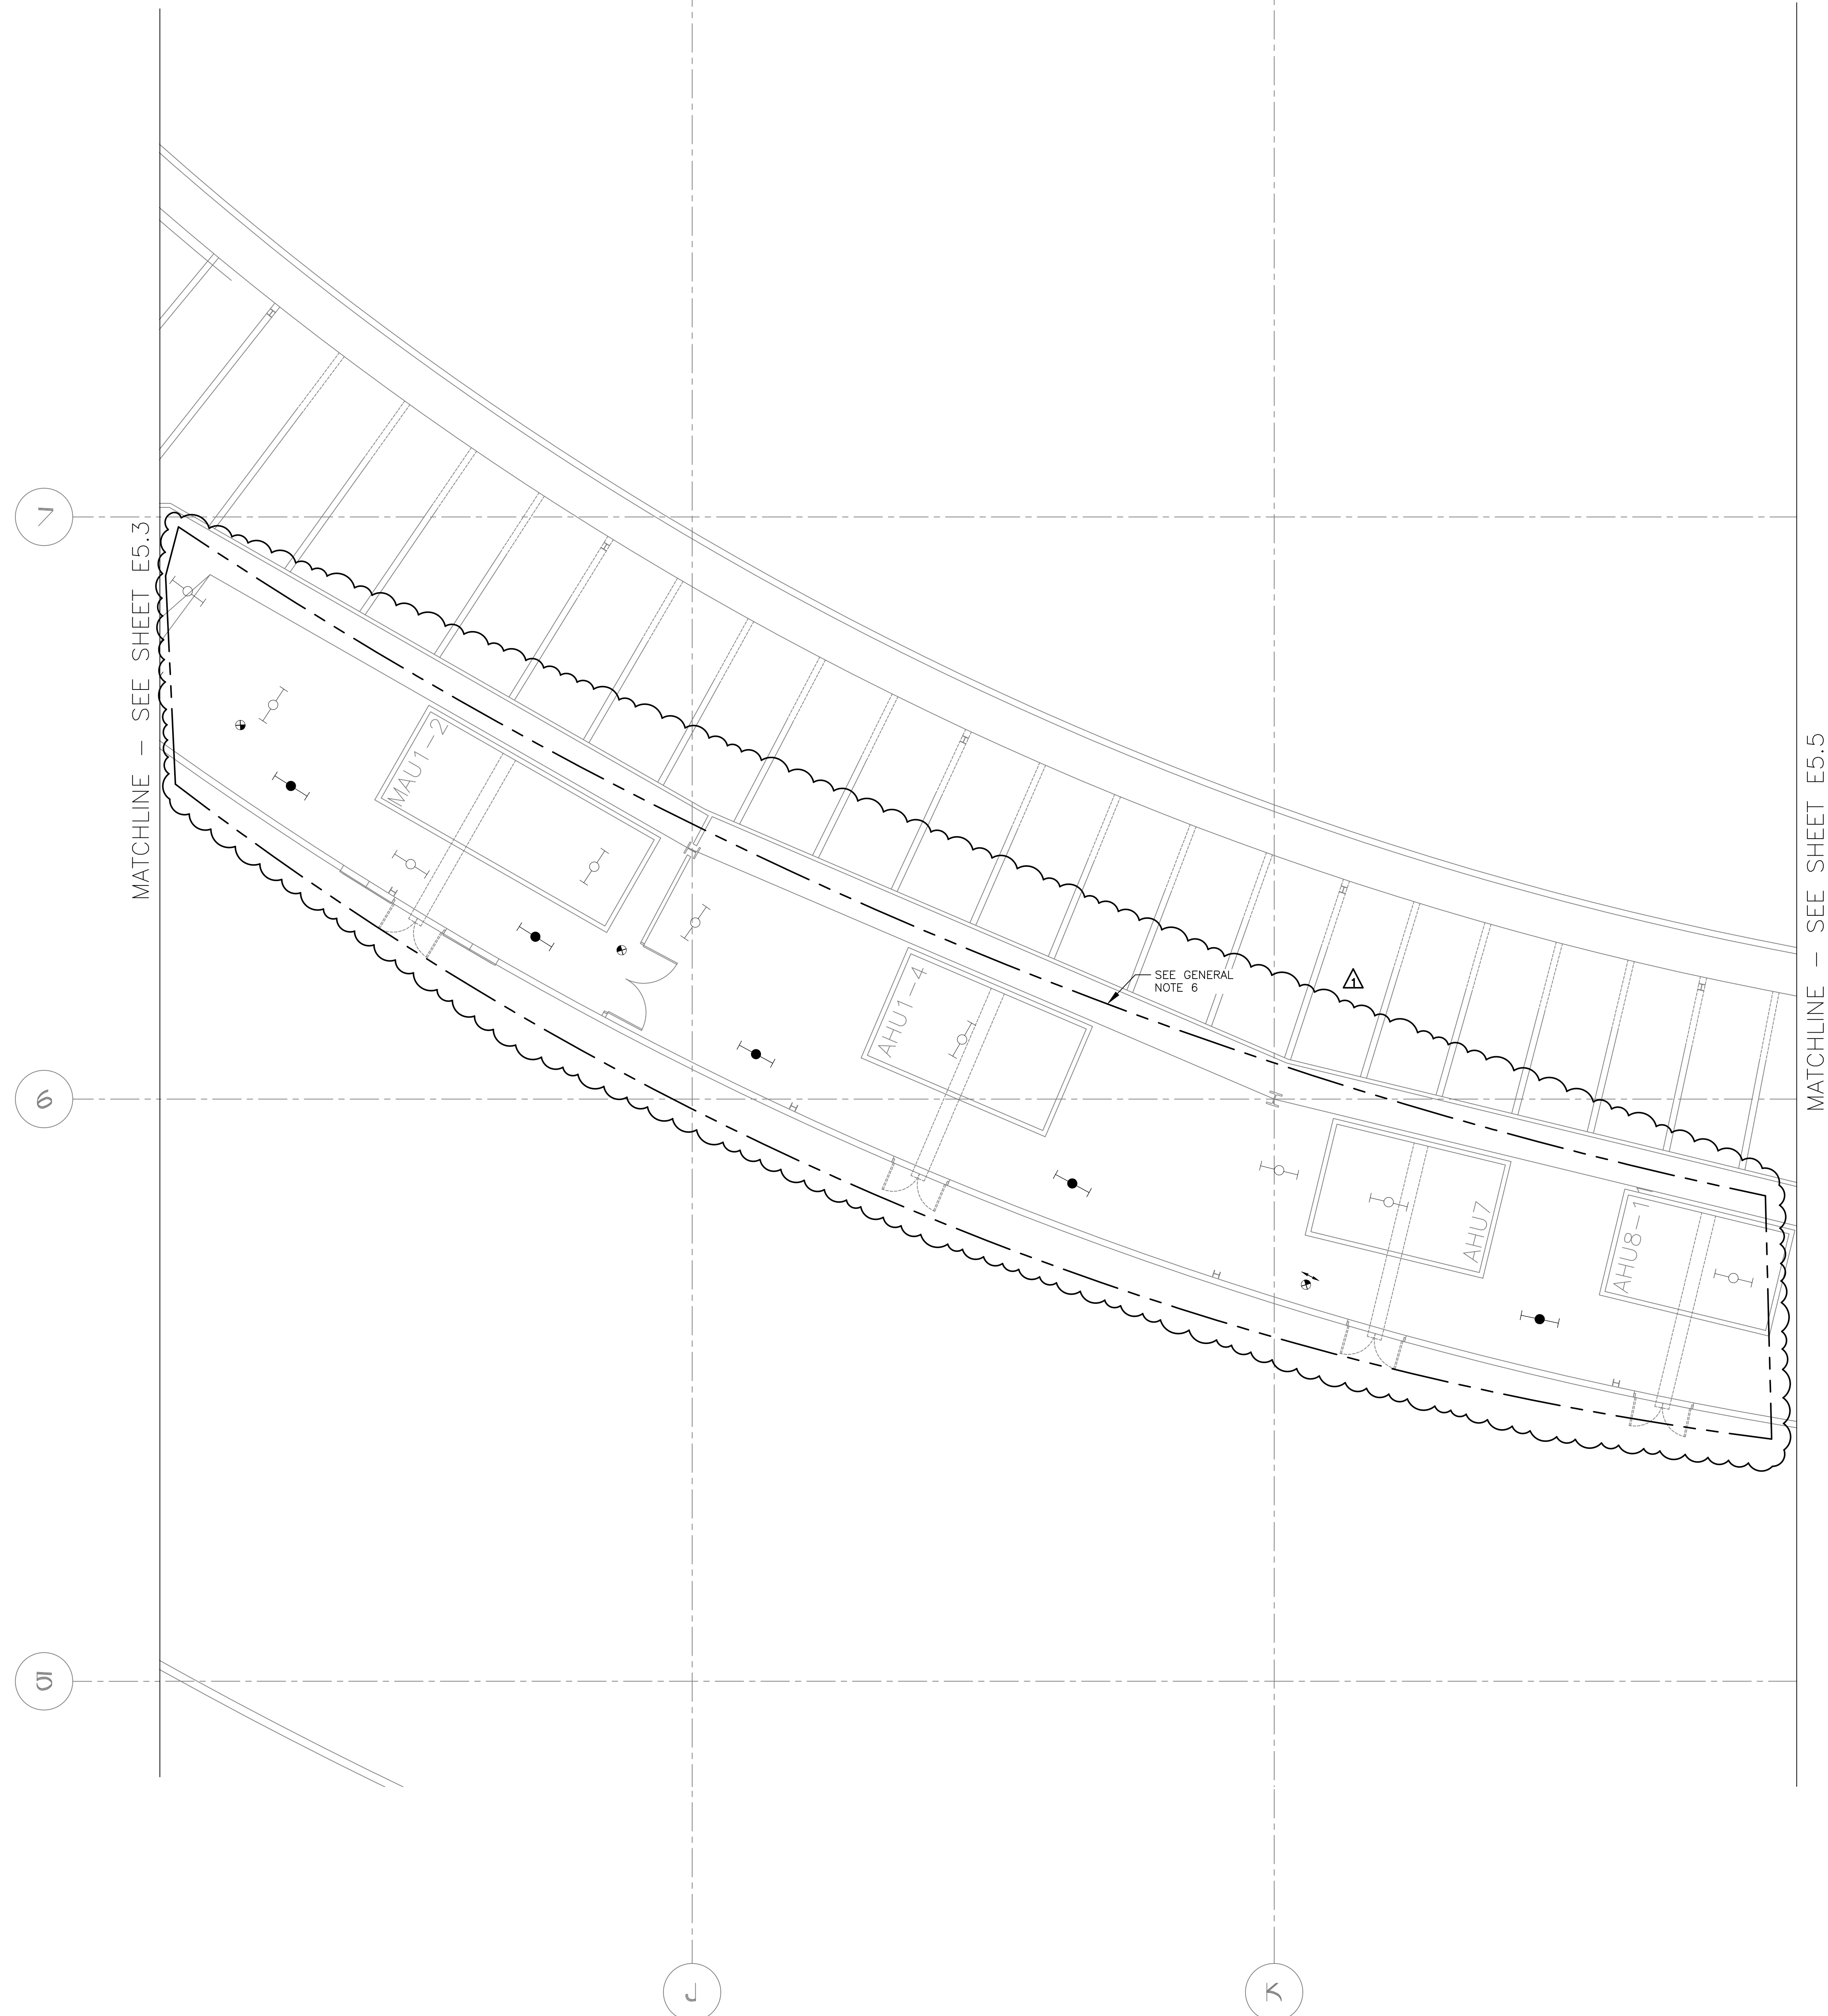 7
MATCHLINE – SEE SHEET E5.3
MAU1-2
AHU1-4
SEE GENERAL
NOTE 6
1
MATCHLINE – SEE SHEET E5.5
6
AHU7
AHU8-1
5
J
K